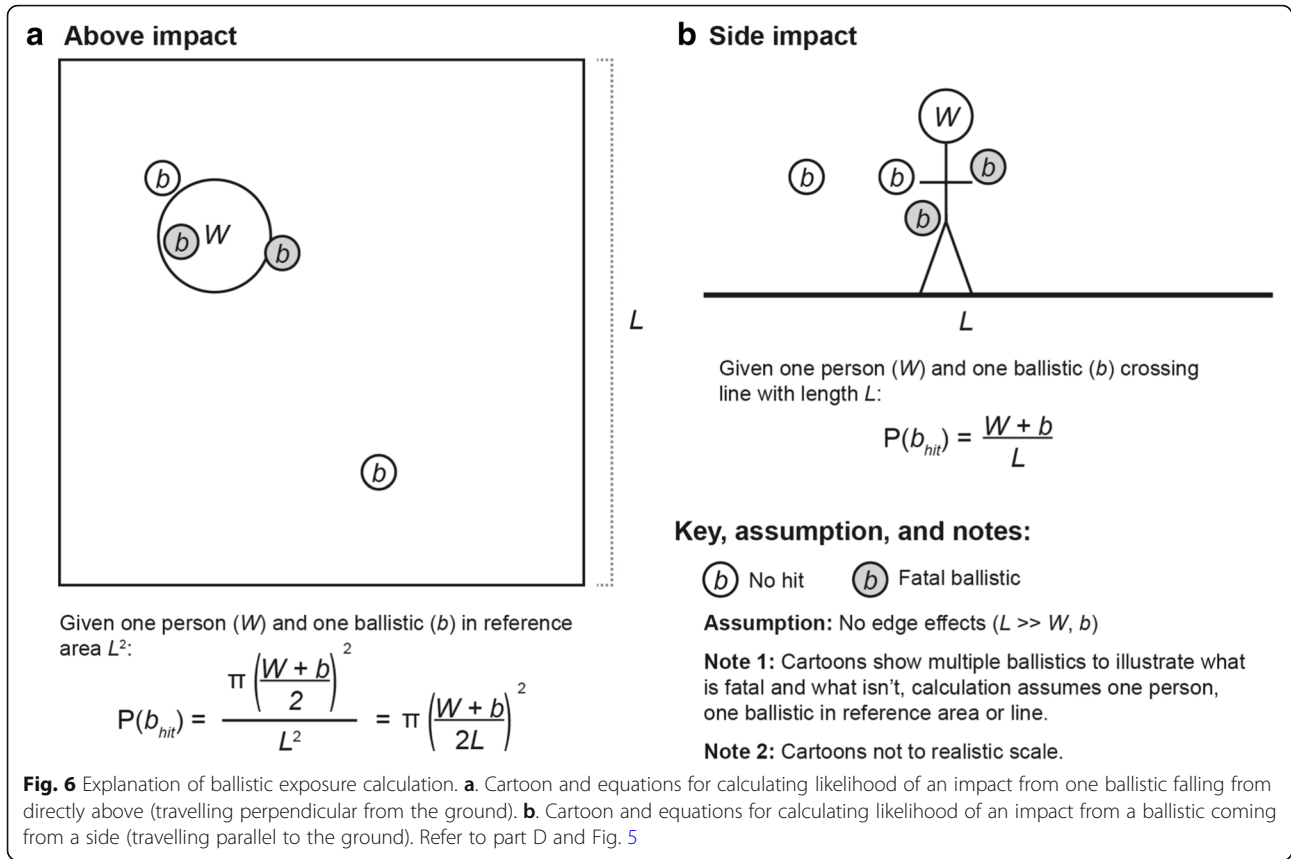 a Above impact
b
W
b
b
b
L
Given one person (W) and one ballistic (b) in reference
area L²:
P(b_hit) = π((W + b)/2)² / L² = π((W + b)/2L)²
b Side impact
W
b
b
b
b
L
Given one person (W) and one ballistic (b) crossing
line with length L:
P(b_hit) = (W + b)/L
Key, assumption, and notes:
b No hit b Fatal ballistic
Assumption: No edge effects (L >> W, b)
Note 1: Cartoons show multiple ballistics to illustrate what
is fatal and what isn't, calculation assumes one person,
one ballistic in reference area or line.
Note 2: Cartoons not to realistic scale.
Fig. 6 Explanation of ballistic exposure calculation. a. Cartoon and equations for calculating likelihood of an impact from one ballistic falling from
directly above (travelling perpendicular from the ground). b. Cartoon and equations for calculating likelihood of an impact from a ballistic coming
from a side (travelling parallel to the ground). Refer to part D and Fig. 5